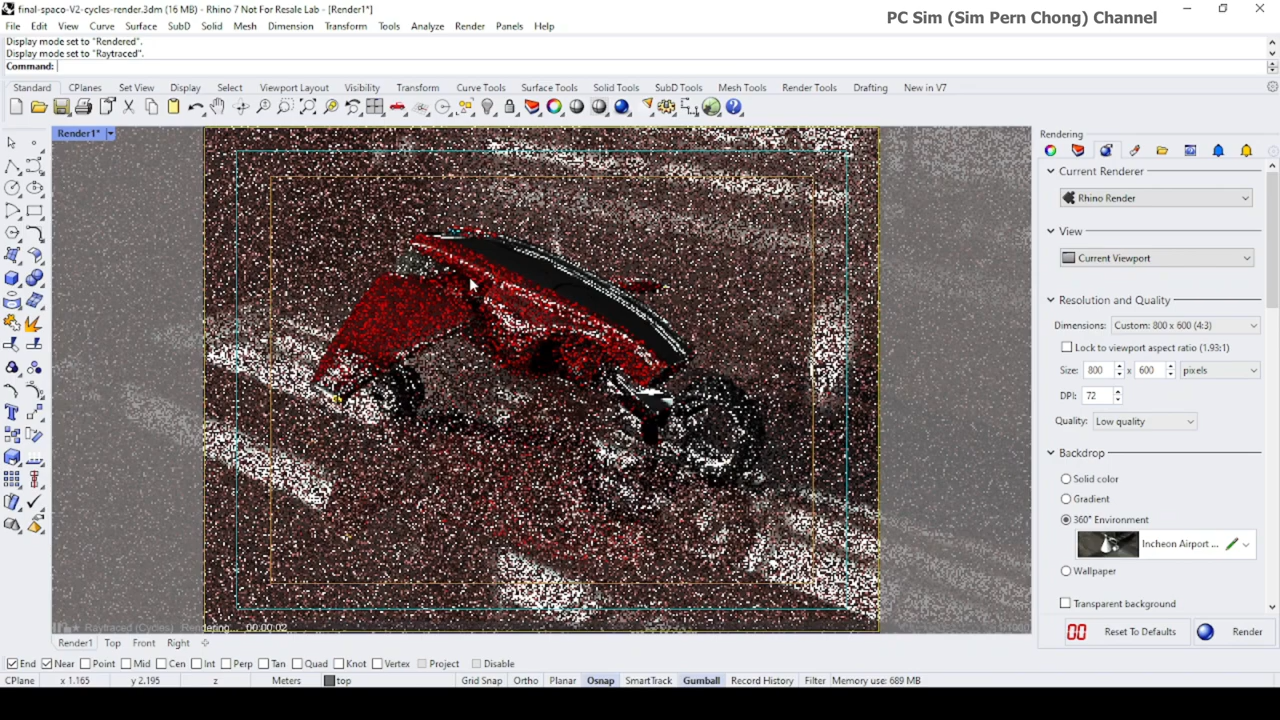 final-spaco-V2-cycles-render.3dm (16 MB) - Rhino 7 Not For Resale Lab - [Render1*]
PC Sim (Sim Pern Chong) Channel
File Edit View Curve Surface SubD Solid Mesh Dimension Transform Tools Analyze Render Panels Help
Display mode set to "Rendered".
Display mode set to "Raytraced".
Command:
Standard CPlanes Set View Display Select Viewport Layout Visibility Transform Curve Tools Surface Tools Solid Tools SubD Tools Mesh Tools Render Tools Drafting New in V7
Render1*
Rendering
Current Renderer
Rhino Render
View
Current Viewport
Resolution and Quality
Dimensions: Custom: 800 x 600 (4:3)
Lock to viewport aspect ratio (1.93:1)
Size: 800 x 600 pixels
DPI: 72
Quality: Low quality
Backdrop
Solid color
Gradient
360° Environment
Incheon Airport ...
Wallpaper
Transparent background
Reset To Defaults Render
Raytraced (Cycles) Rendering 00:00:02
Render1 Top Front Right
End Near Point Mid Cen Int Perp Tan Quad Knot Vertex Project Disable
CPlane x 1.165 y 2.195 z Meters top Grid Snap Ortho Planar Osnap SmartTrack Gumball Record History Filter Memory use: 689 MB